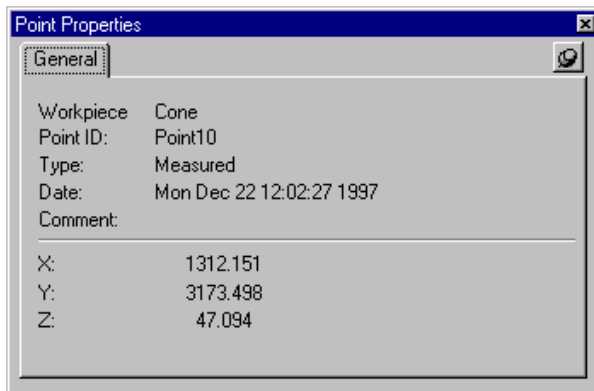 Point Properties
General
Workpiece Cone
Point ID: Point10
Type: Measured
Date: Mon Dec 22 12:02:27 1997
Comment:
X: 1312.151
Y: 3173.498
Z: 47.094